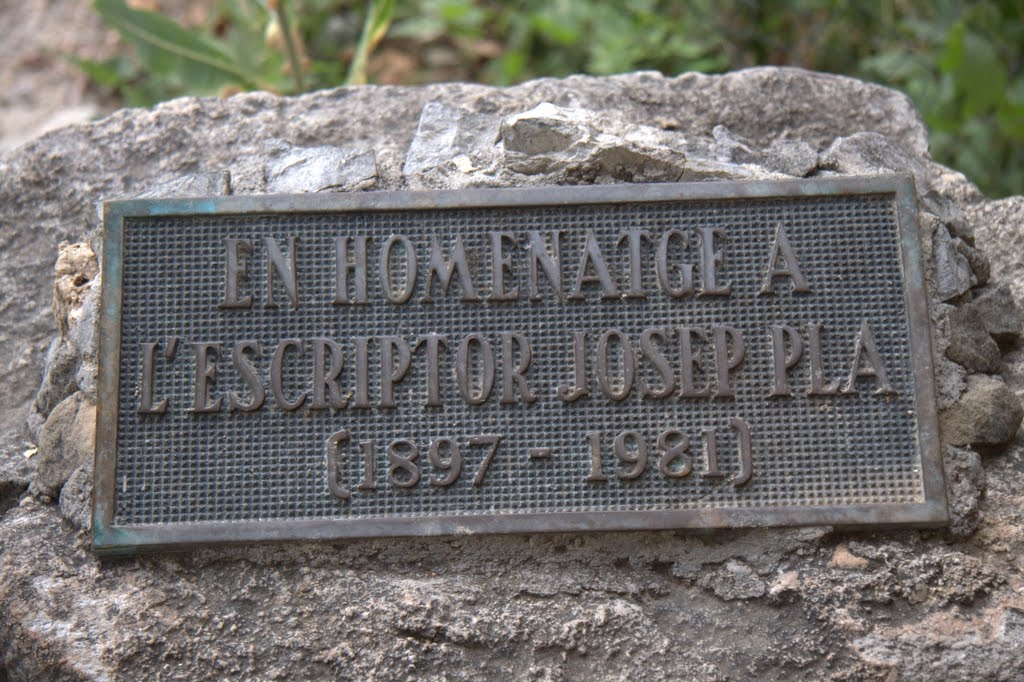 EN HOMENATGE A
L'ESCRIPTOR JOSEP PLA
(1897 - 1981)